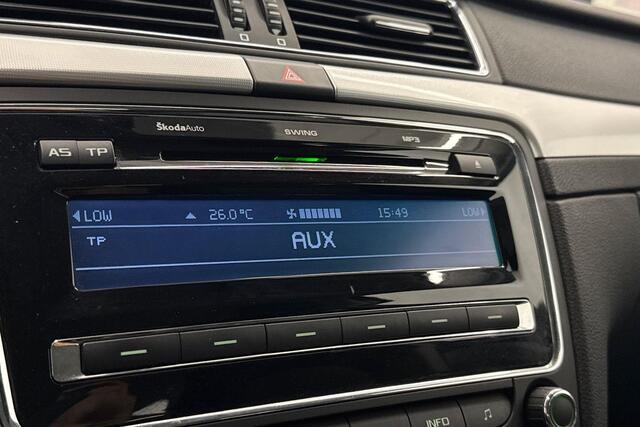 ŠkodaAuto SWING MP3
AS TP
LOW 26.0°C 15:49 LOW
TP AUX
INFO